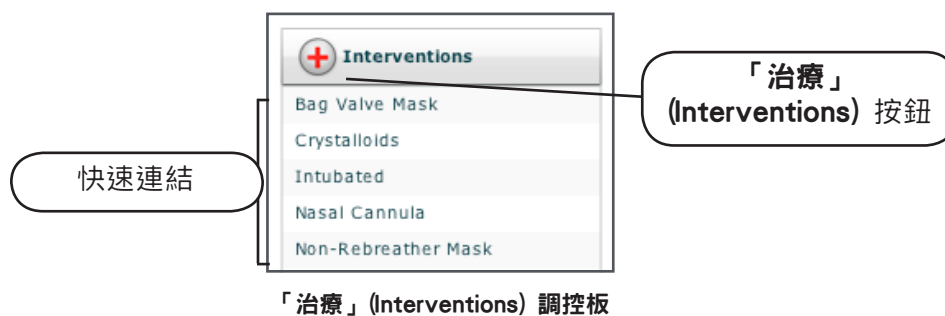 Interventions
Bag Valve Mask
Crystalloids
Intubated
Nasal Cannula
Non-Rebreather Mask
快速連結
「治療」
(Interventions) 按鈕
「治療」(Interventions) 調控板